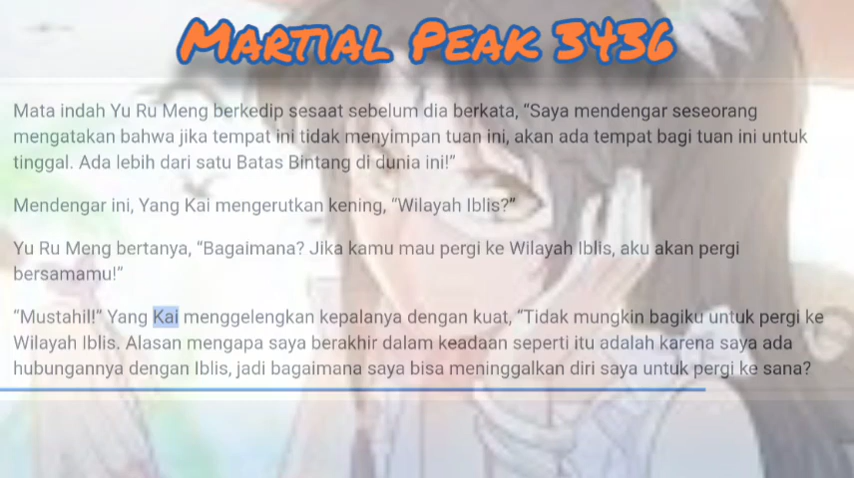 MARTIAL PEAK 3436
Mata indah Yu Ru Meng berkedip sesaat sebelum dia berkata, “Saya mendengar seseorang
mengatakan bahwa jika tempat ini tidak menyimpan tuan ini, akan ada tempat bagi tuan ini untuk
tinggal. Ada lebih dari satu Batas Bintang di dunia ini!”
Mendengar ini, Yang Kai mengerutkan kening, “Wilayah Iblis?”
Yu Ru Meng bertanya, “Bagaimana? Jika kamu mau pergi ke Wilayah Iblis, aku akan pergi
bersamamu!”
“Mustahil!” Yang Kai menggelengkan kepalanya dengan kuat, “Tidak mungkin bagiku untuk pergi ke
Wilayah Iblis. Alasan mengapa saya berakhir dalam keadaan seperti itu adalah karena saya ada
hubungannya dengan Iblis, jadi bagaimana saya bisa meninggalkan diri saya untuk pergi ke sana?